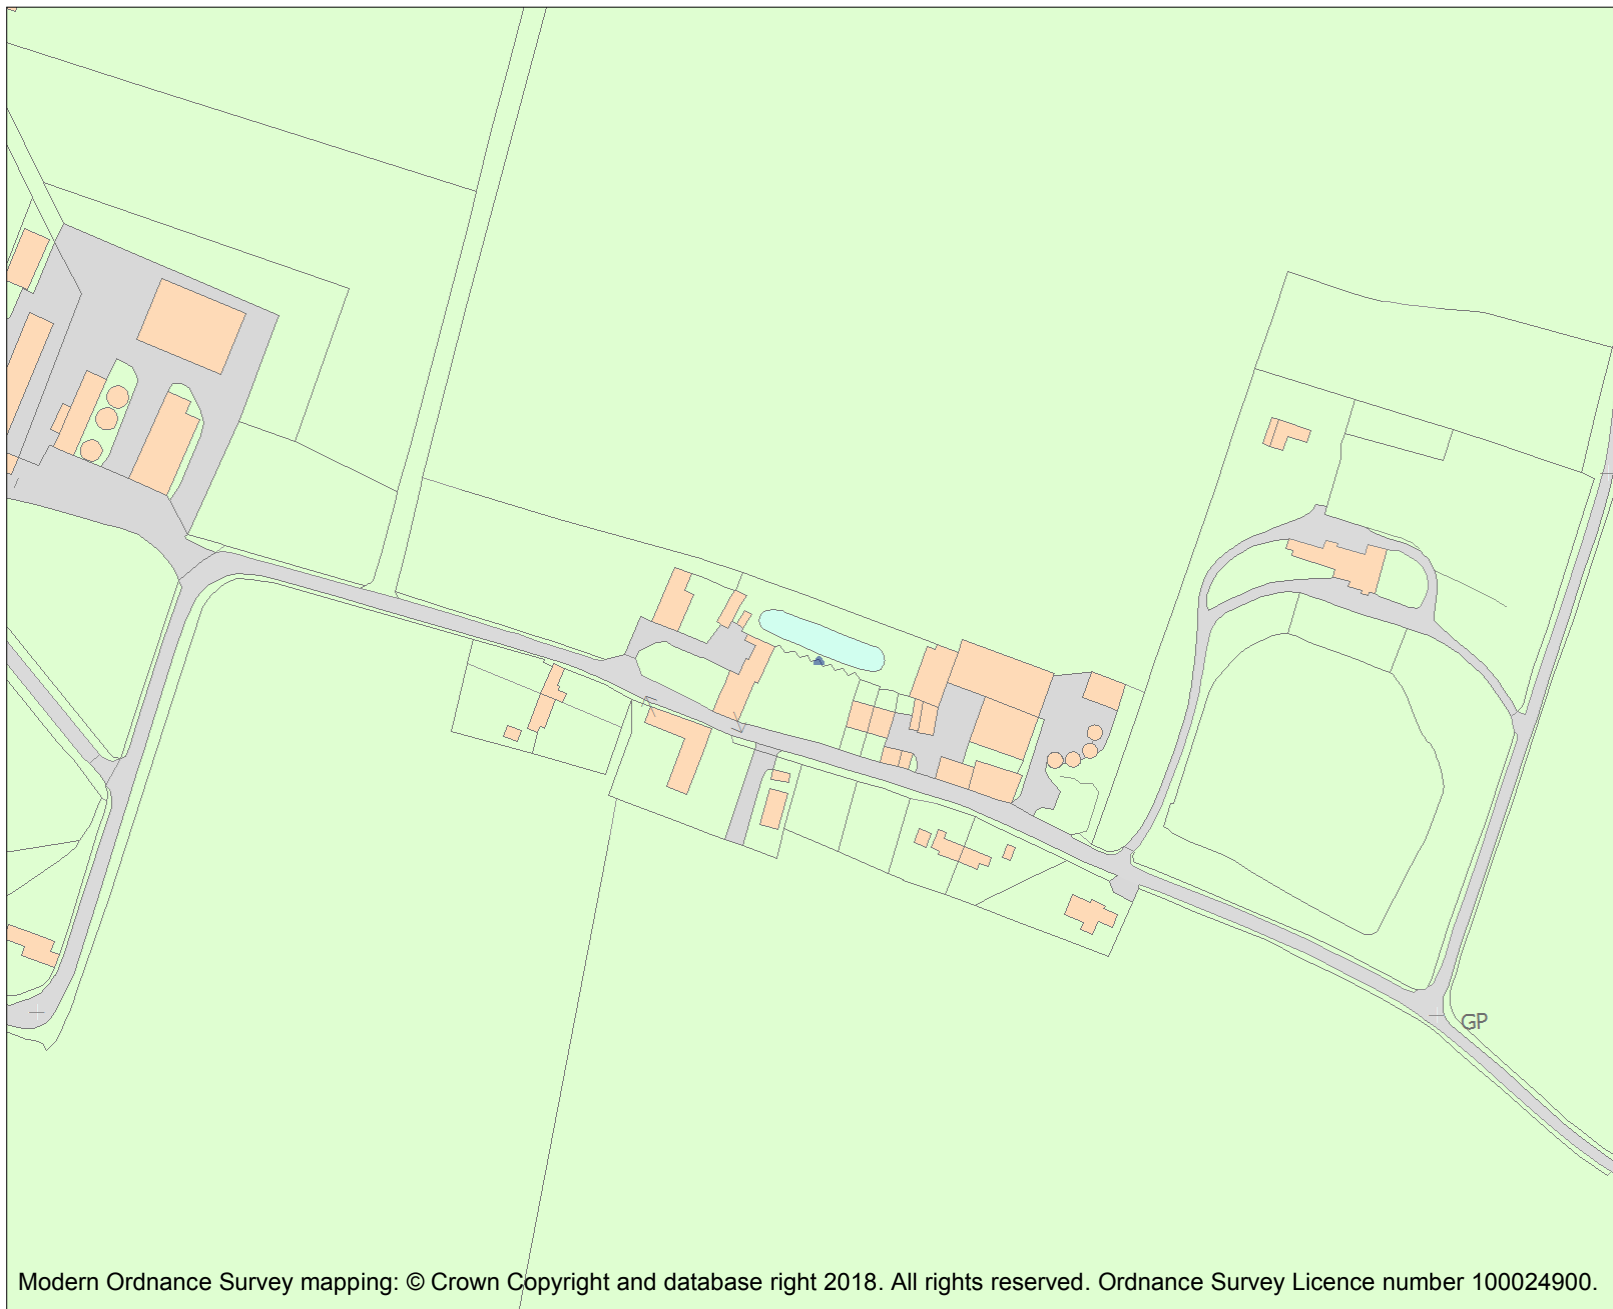 GP
Modern Ordnance Survey mapping: © Crown Copyright and database right 2018. All rights reserved. Ordnance Survey Licence number 100024900.